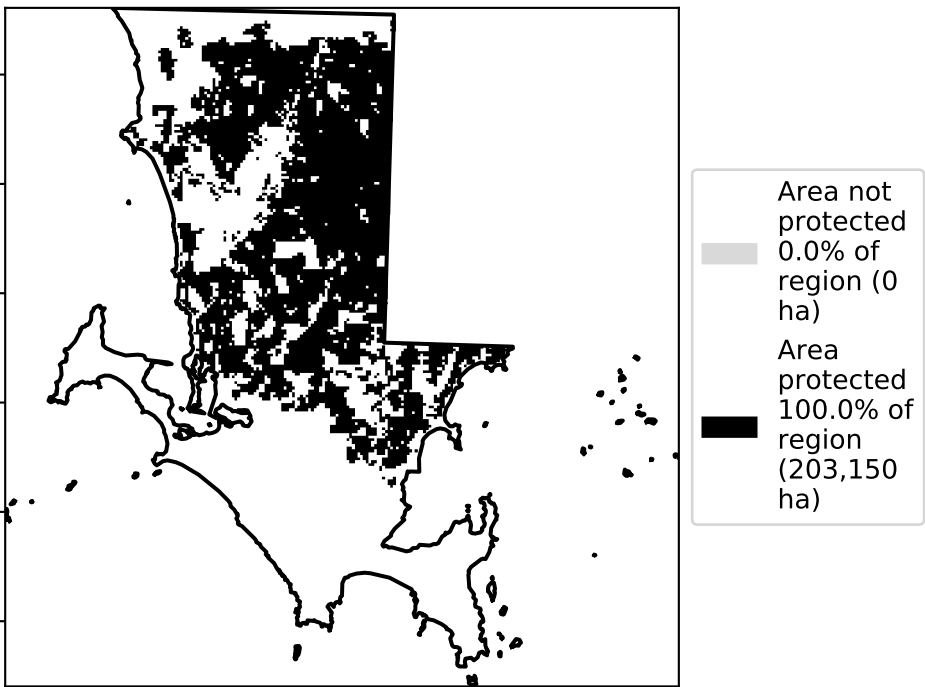 Area not
protected
0.0% of
region (0
ha)
Area
protected
100.0% of
region
(203,150
ha)